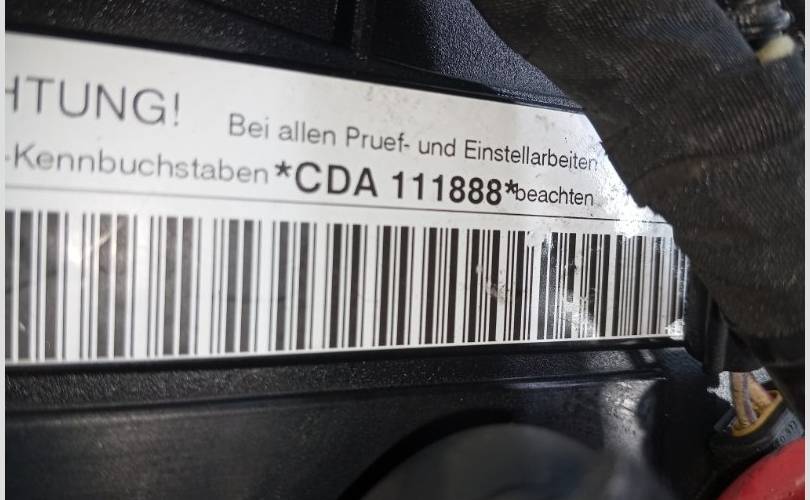 HTUNG! Bei allen Pruef- und Einstellarbeiten
-Kennbuchstaben *CDA 111888* beachten